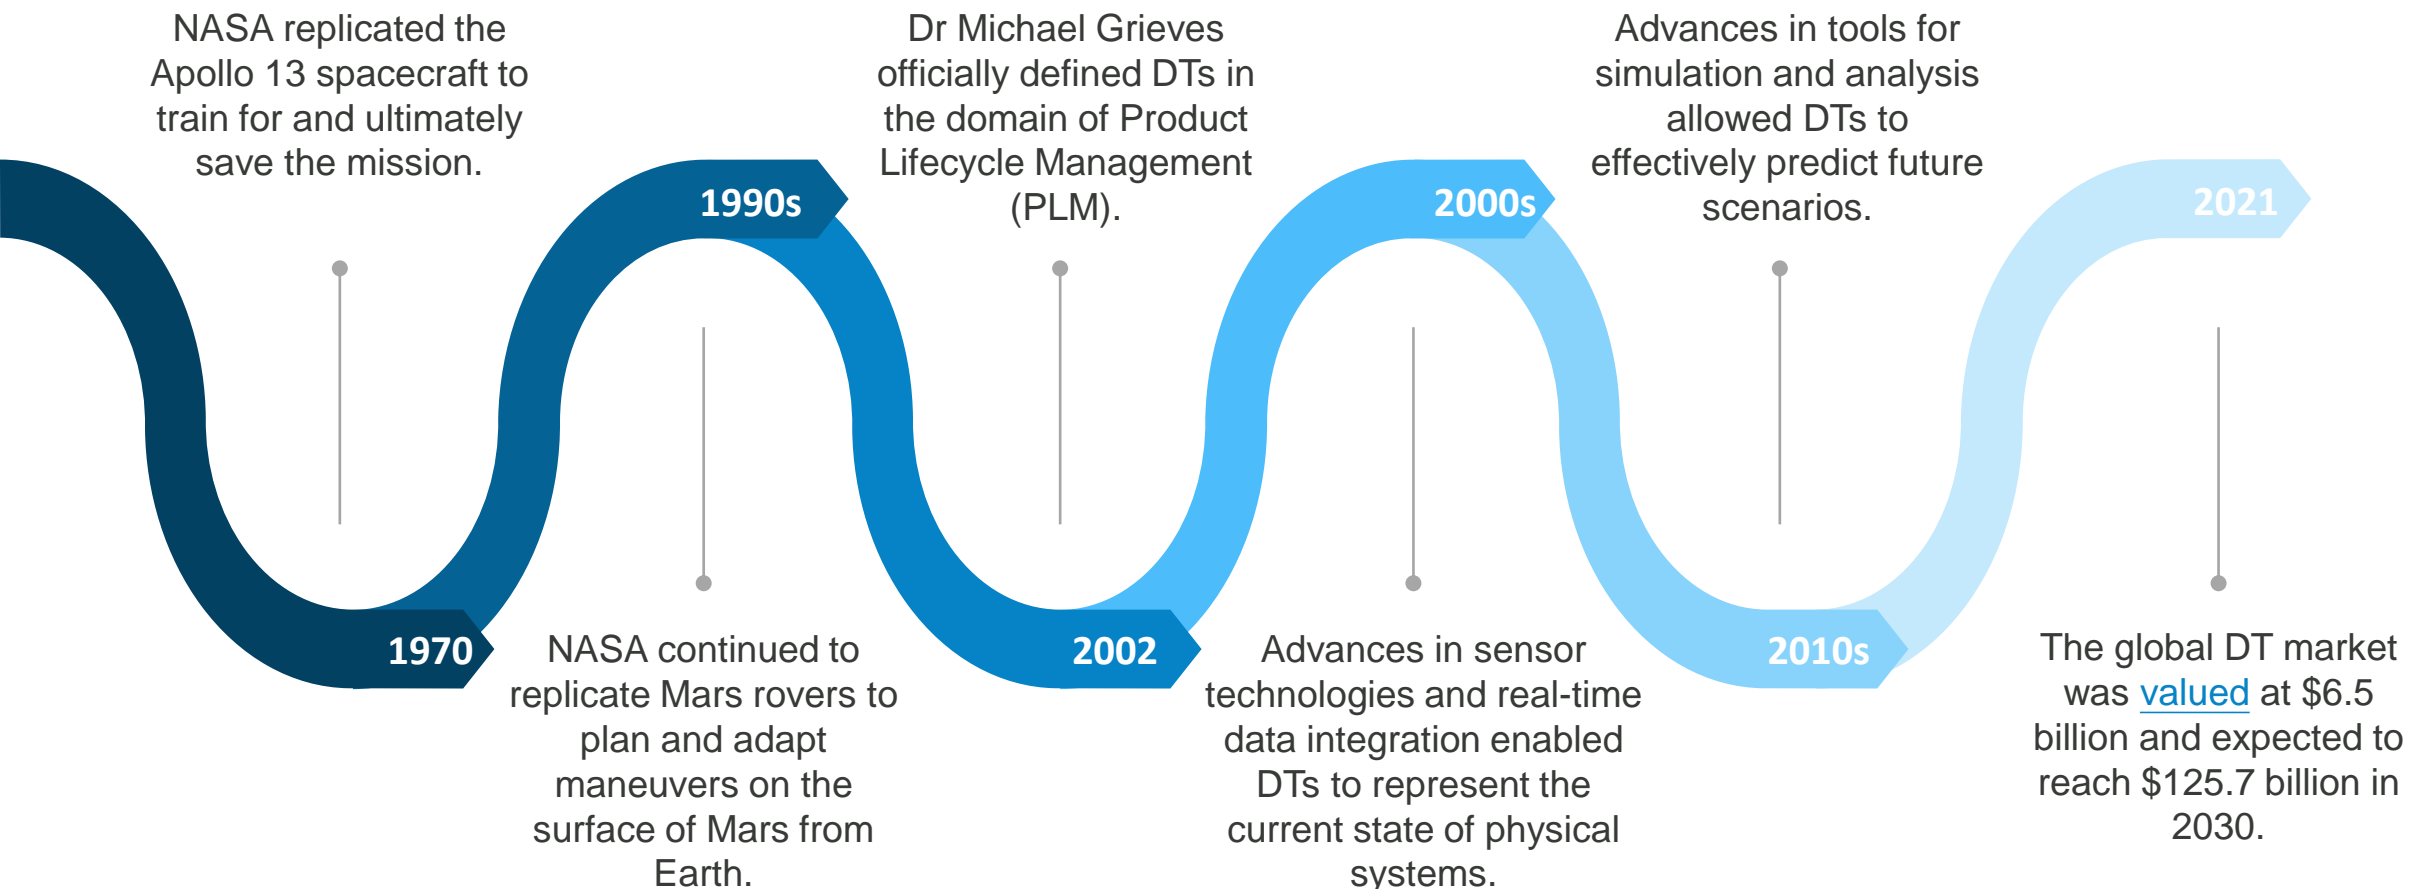 NASA replicated the
Apollo 13 spacecraft to
train for and ultimately
save the mission.
1970
1990s
NASA continued to
replicate Mars rovers to
plan and adapt
maneuvers on the
surface of Mars from
Earth.
Dr Michael Grieves
officially defined DTs in
the domain of Product
Lifecycle Management
(PLM).
2002
2000s
Advances in sensor
technologies and real-time
data integration enabled
DTs to represent the
current state of physical
systems.
Advances in tools for
simulation and analysis
allowed DTs to
effectively predict future
scenarios.
2010s
2021
The global DT market
was valued at $6.5
billion and expected to
reach $125.7 billion in
2030.